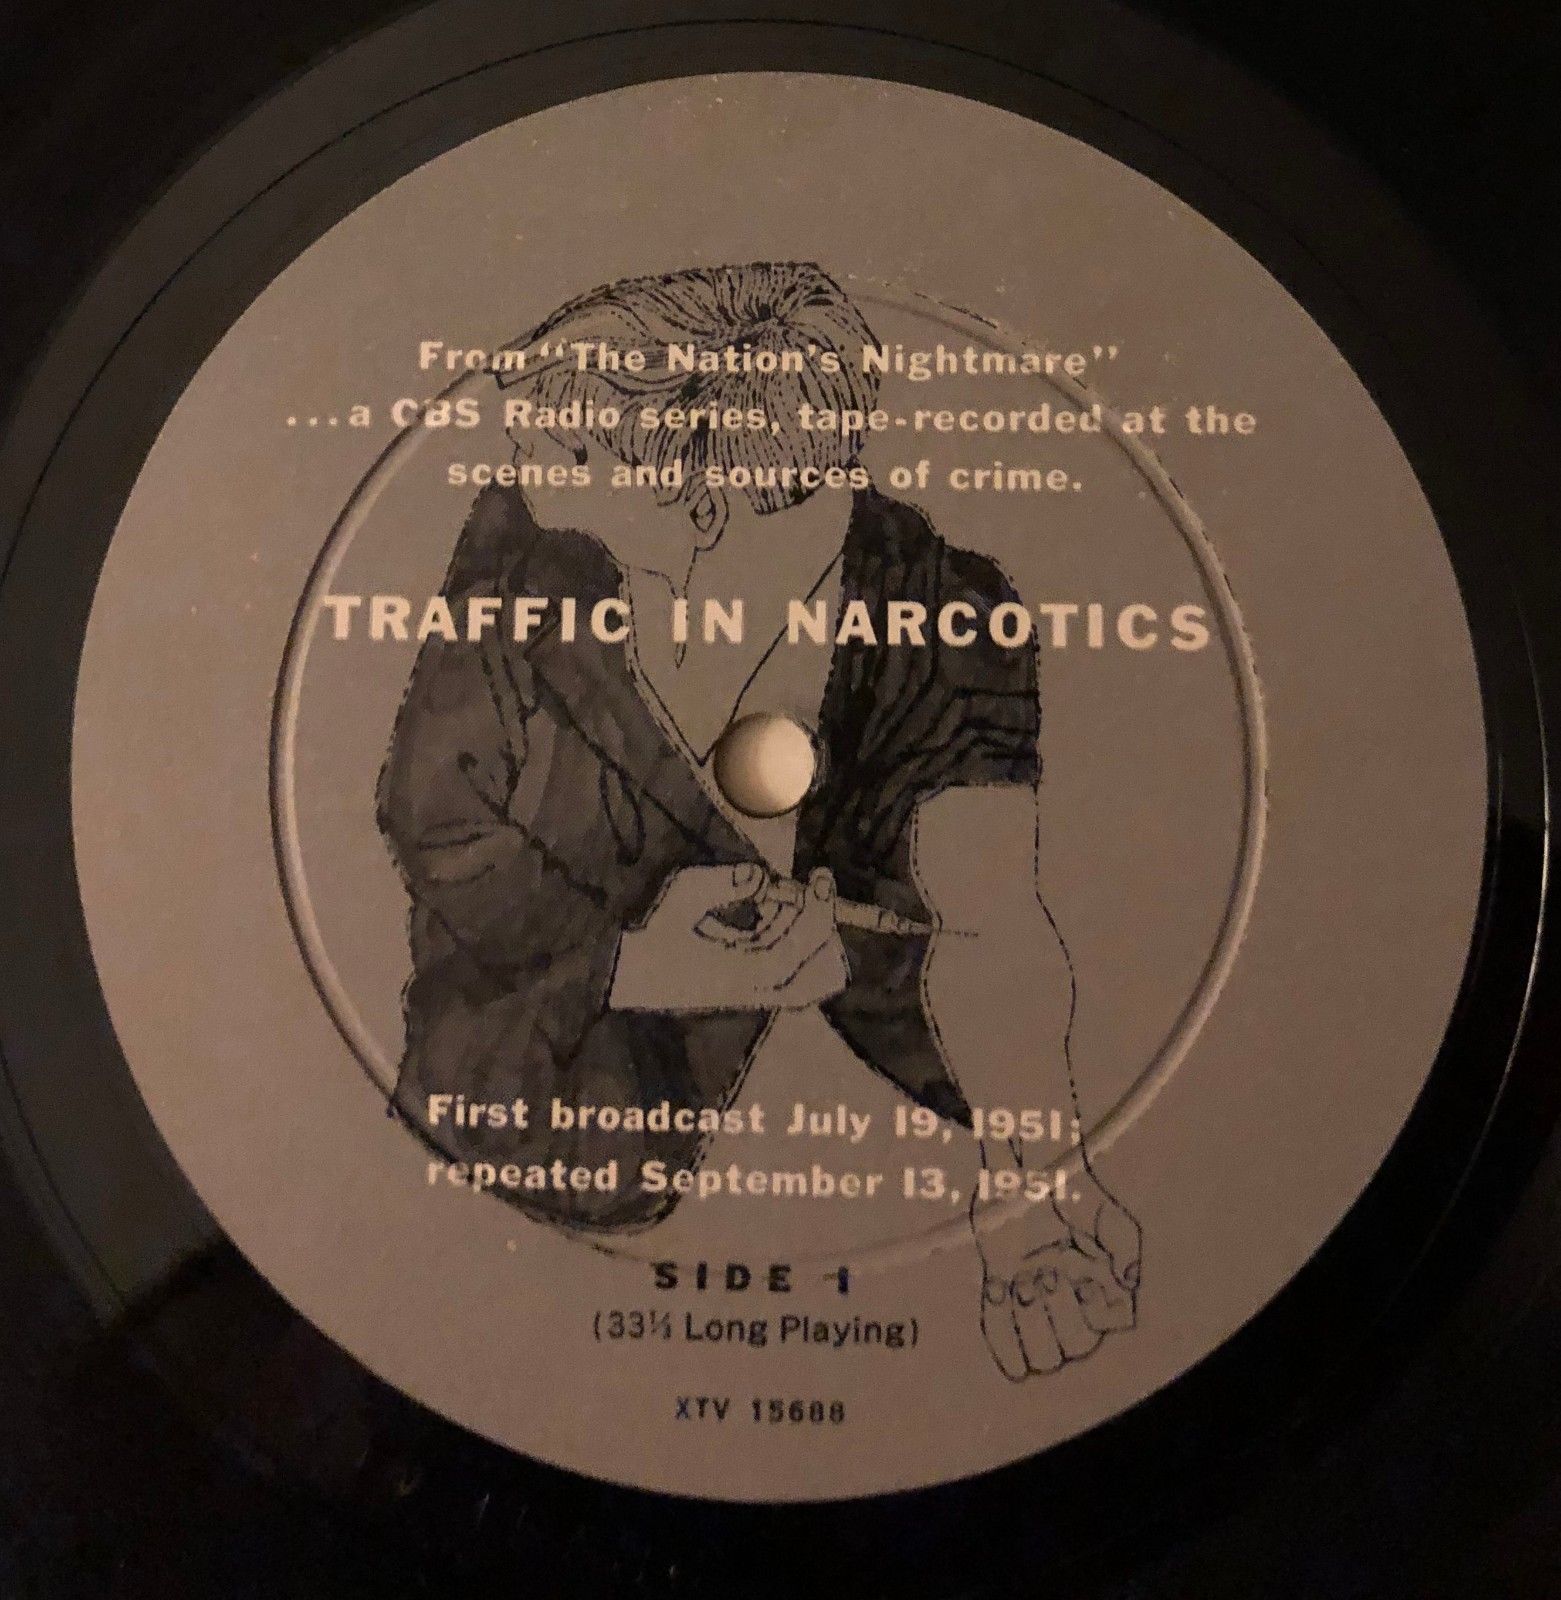 From "The Nation's Nightmare"
...a CBS Radio series, tape-recorded at the
scenes and sources of crime.
TRAFFIC IN NARCOTICS
First broadcast July 19, 1951;
repeated September 13, 1951.
SIDE 1
(33⅓ Long Playing)
XTV 15688